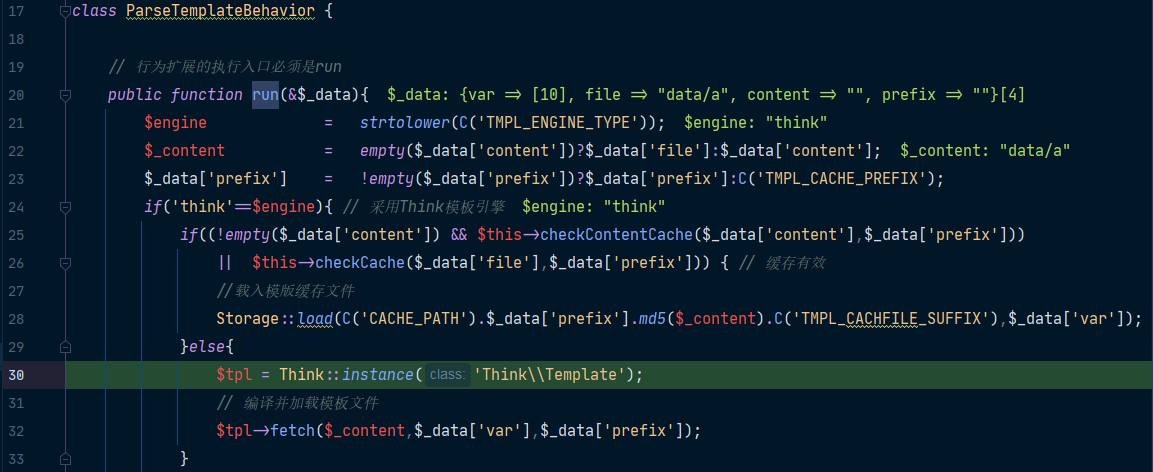 17 class ParseTemplateBehavior {
18
19 // 行为扩展的执行入口必须是run
20 public function run(&$_data){ $_data: {var => [10], file => "data/a", content => "", prefix => ""}[4]
21 $engine = strtolower(C('TMPL_ENGINE_TYPE')); $engine: "think"
22 $_content = empty($_data['content'])?$_data['file']:$_data['content']; $_content: "data/a"
23 $_data['prefix'] = !empty($_data['prefix'])?$_data['prefix']:C('TMPL_CACHE_PREFIX');
24 if('think'==$engine){ // 采用Think模板引擎 $engine: "think"
25 if((!empty($_data['content']) && $this->checkContentCache($_data['content'],$_data['prefix']))
26 || $this->checkCache($_data['file'],$_data['prefix'])) { // 缓存有效
27 //载入模版缓存文件
28 Storage::load(C('CACHE_PATH').$_data['prefix'].md5($_content).C('TMPL_CACHFILE_SUFFIX'),$_data['var']);
29 }else{
30 $tpl = Think::instance( class: 'Think\\Template');
31 // 编译并加载模板文件
32 $tpl->fetch($_content,$_data['var'],$_data['prefix']);
33 }